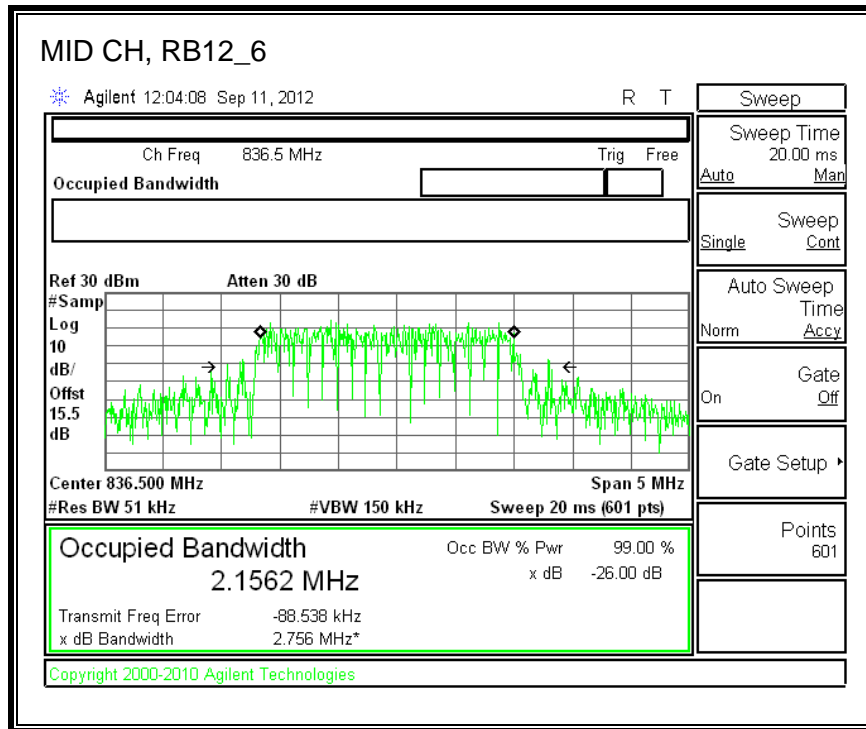 MID CH, RB12_6
Agilent 12:04:08 Sep 11, 2012 R T
Ch Freq 836.5 MHz Trig Free
Occupied Bandwidth
Ref 30 dBm Atten 30 dB
#Samp
Log
10
dB/
Offst
15.5
dB
Center 836.500 MHz Span 5 MHz
#Res BW 51 kHz #VBW 150 kHz Sweep 20 ms (601 pts)
Occupied Bandwidth
2.1562 MHz
Occ BW % Pwr 99.00 %
x dB -26.00 dB
Transmit Freq Error -88.538 kHz
x dB Bandwidth 2.756 MHz*
Copyright 2000-2010 Agilent Technologies
Sweep
Sweep Time
20.00 ms
Auto Man
Sweep
Single Cont
Auto Sweep
Time
Norm Accy
Gate
On Off
Gate Setup
Points
601